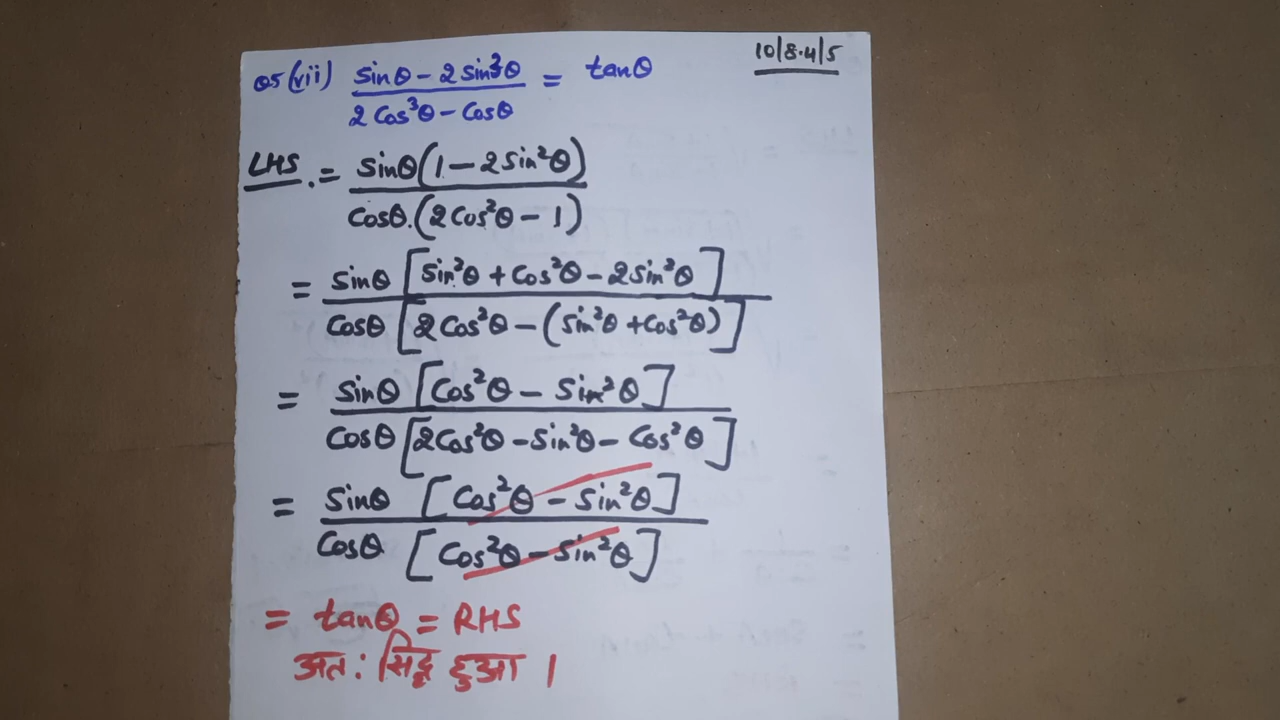 10/8.4/5
Q5 (vii) (sinθ - 2sin³θ)/(2cos³θ - cosθ) = tanθ
LHS. = sinθ(1 - 2sin²θ)/cosθ.(2cos²θ - 1)
= sinθ[sin²θ + cos²θ - 2sin²θ]/cosθ[2cos²θ - (sin²θ + cos²θ)]
= sinθ[cos²θ - sin²θ]/cosθ[2cos²θ - sin²θ - cos²θ]
= sinθ [cos²θ - sin²θ]/cosθ [cos²θ - sin²θ]
= tanθ = RHS
अतः सिद्ध हुआ ।